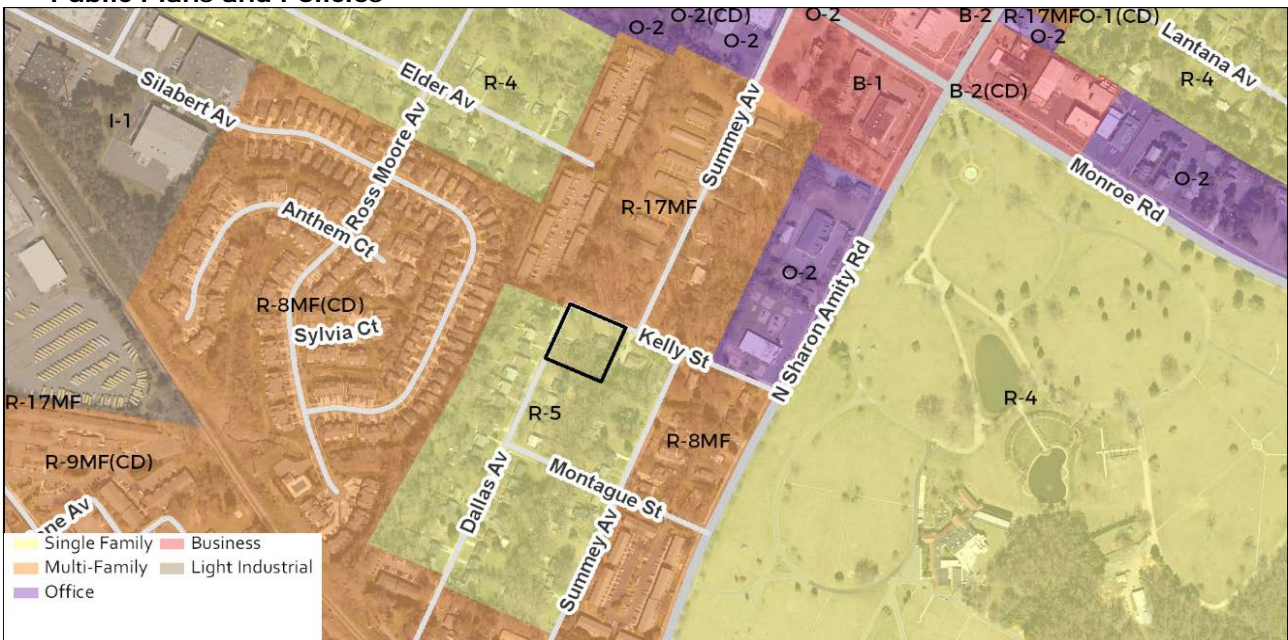 Public Plans and Policies
O-2(CD)
O-2
O-2
O-2
B-2
R-17MF
O-1(CD)
O-2
Lantana Av
R-4
Silabert Av
Elder Av
R-4
B-1
B-2(CD)
I-1
Ross Moore Av
Summey Av
Monroe Rd
O-2
Anthem Ct
R-17MF
O-2
N Sharon Amity Rd
R-8MF(CD)
Sylvia Ct
Kelly St
R-4
R-17MF
R-5
R-8MF
R-9MF(CD)
Dallas Av
Montague St
Summey Av
ne Av
Single Family
Business
Multi-Family
Light Industrial
Office